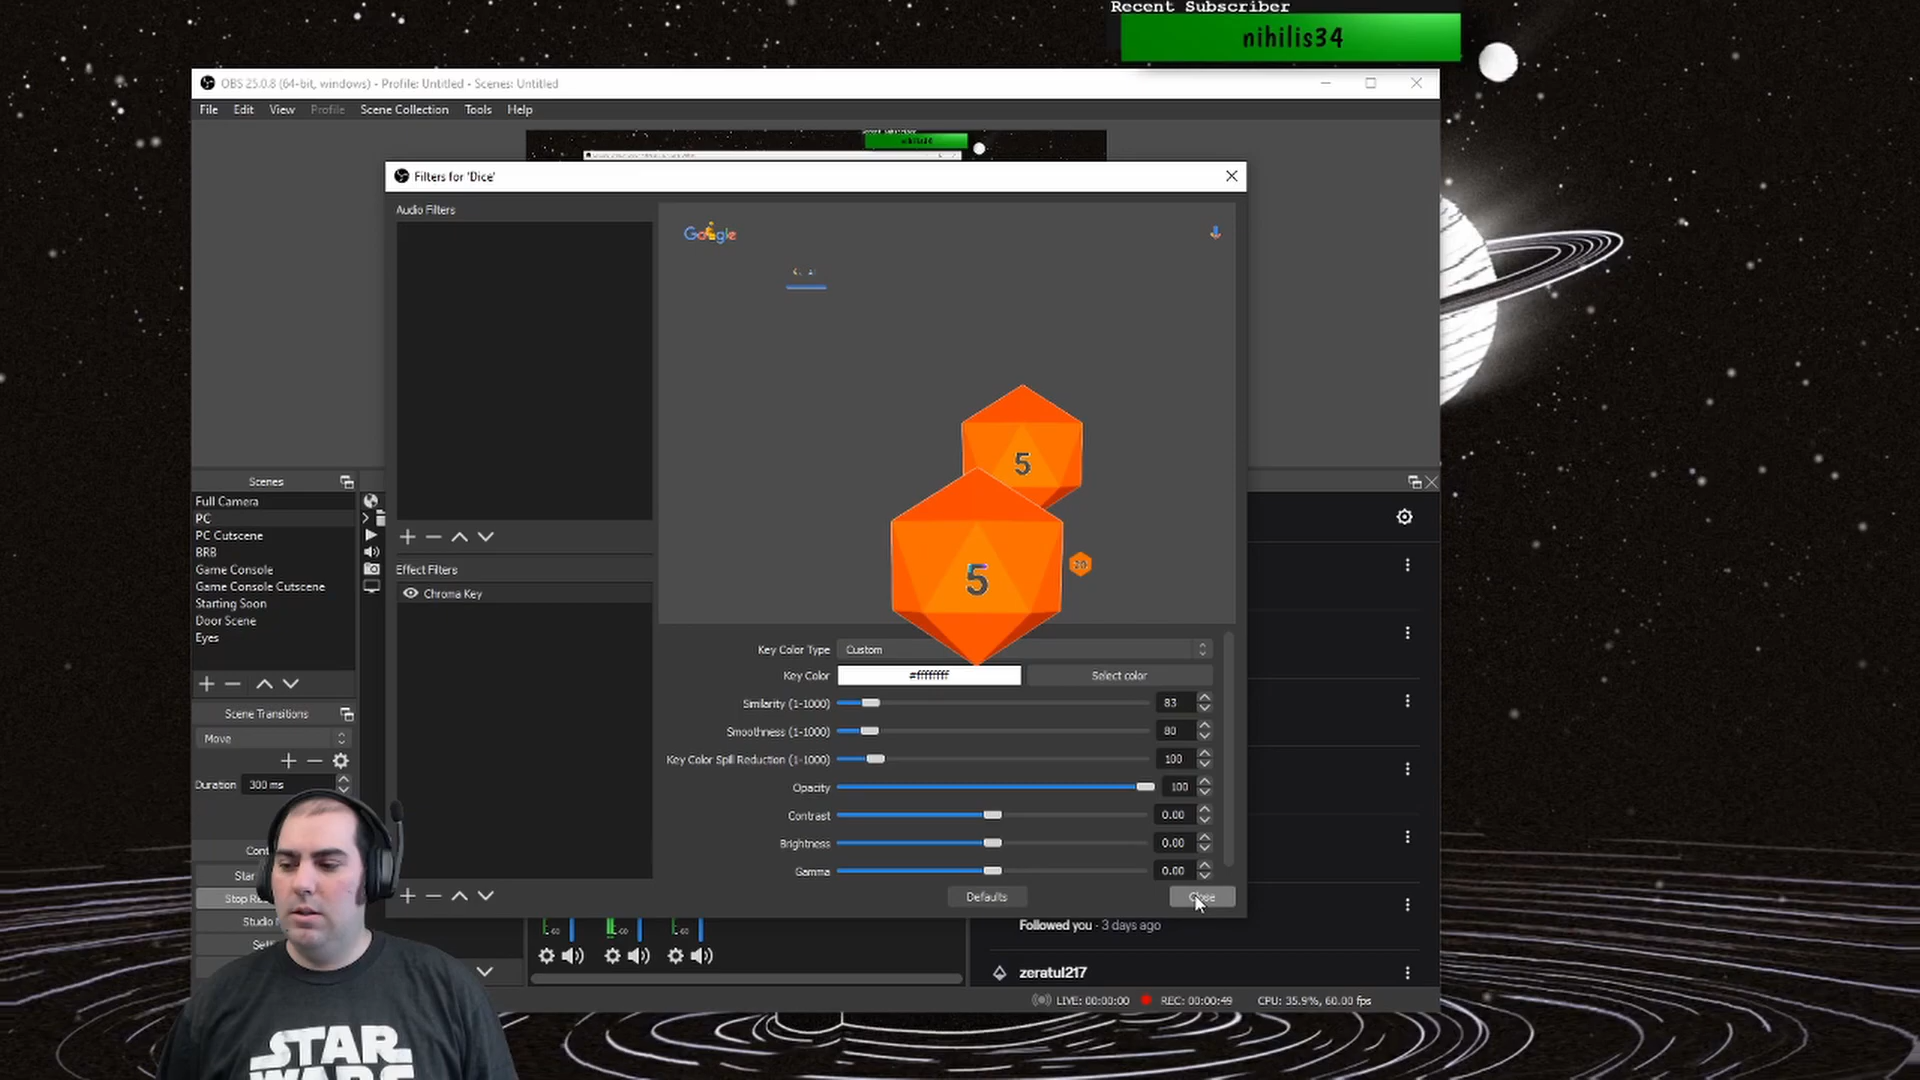 Recent Subscriber
nihilis34
OBS 25.0.8 (64-bit, windows) - Profile: Untitled - Scenes: Untitled
File Edit View Profile Scene Collection Tools Help
Filters for 'Dice'
Audio Filters
Google
5
5
20
Effect Filters
Chroma Key
Key Color Type Custom
Key Color #ffffffff Select color
Similarity (1-1000) 83
Smoothness (1-1000) 80
Key Color Spill Reduction (1-1000) 100
Opacity 100
Contrast 0.00
Brightness 0.00
Gamma 0.00
Defaults Close
Scenes
Full Camera
PC
PC Cutscene
BRB
Game Console
Game Console Cutscene
Starting Soon
Door Scene
Eyes
Scene Transitions
Move
Duration 300 ms
Followed you · 3 days ago
zeratul217
LIVE: 00:00:00 REC: 00:00:49 CPU: 35.9%, 60.00 fps
STAR
WARS